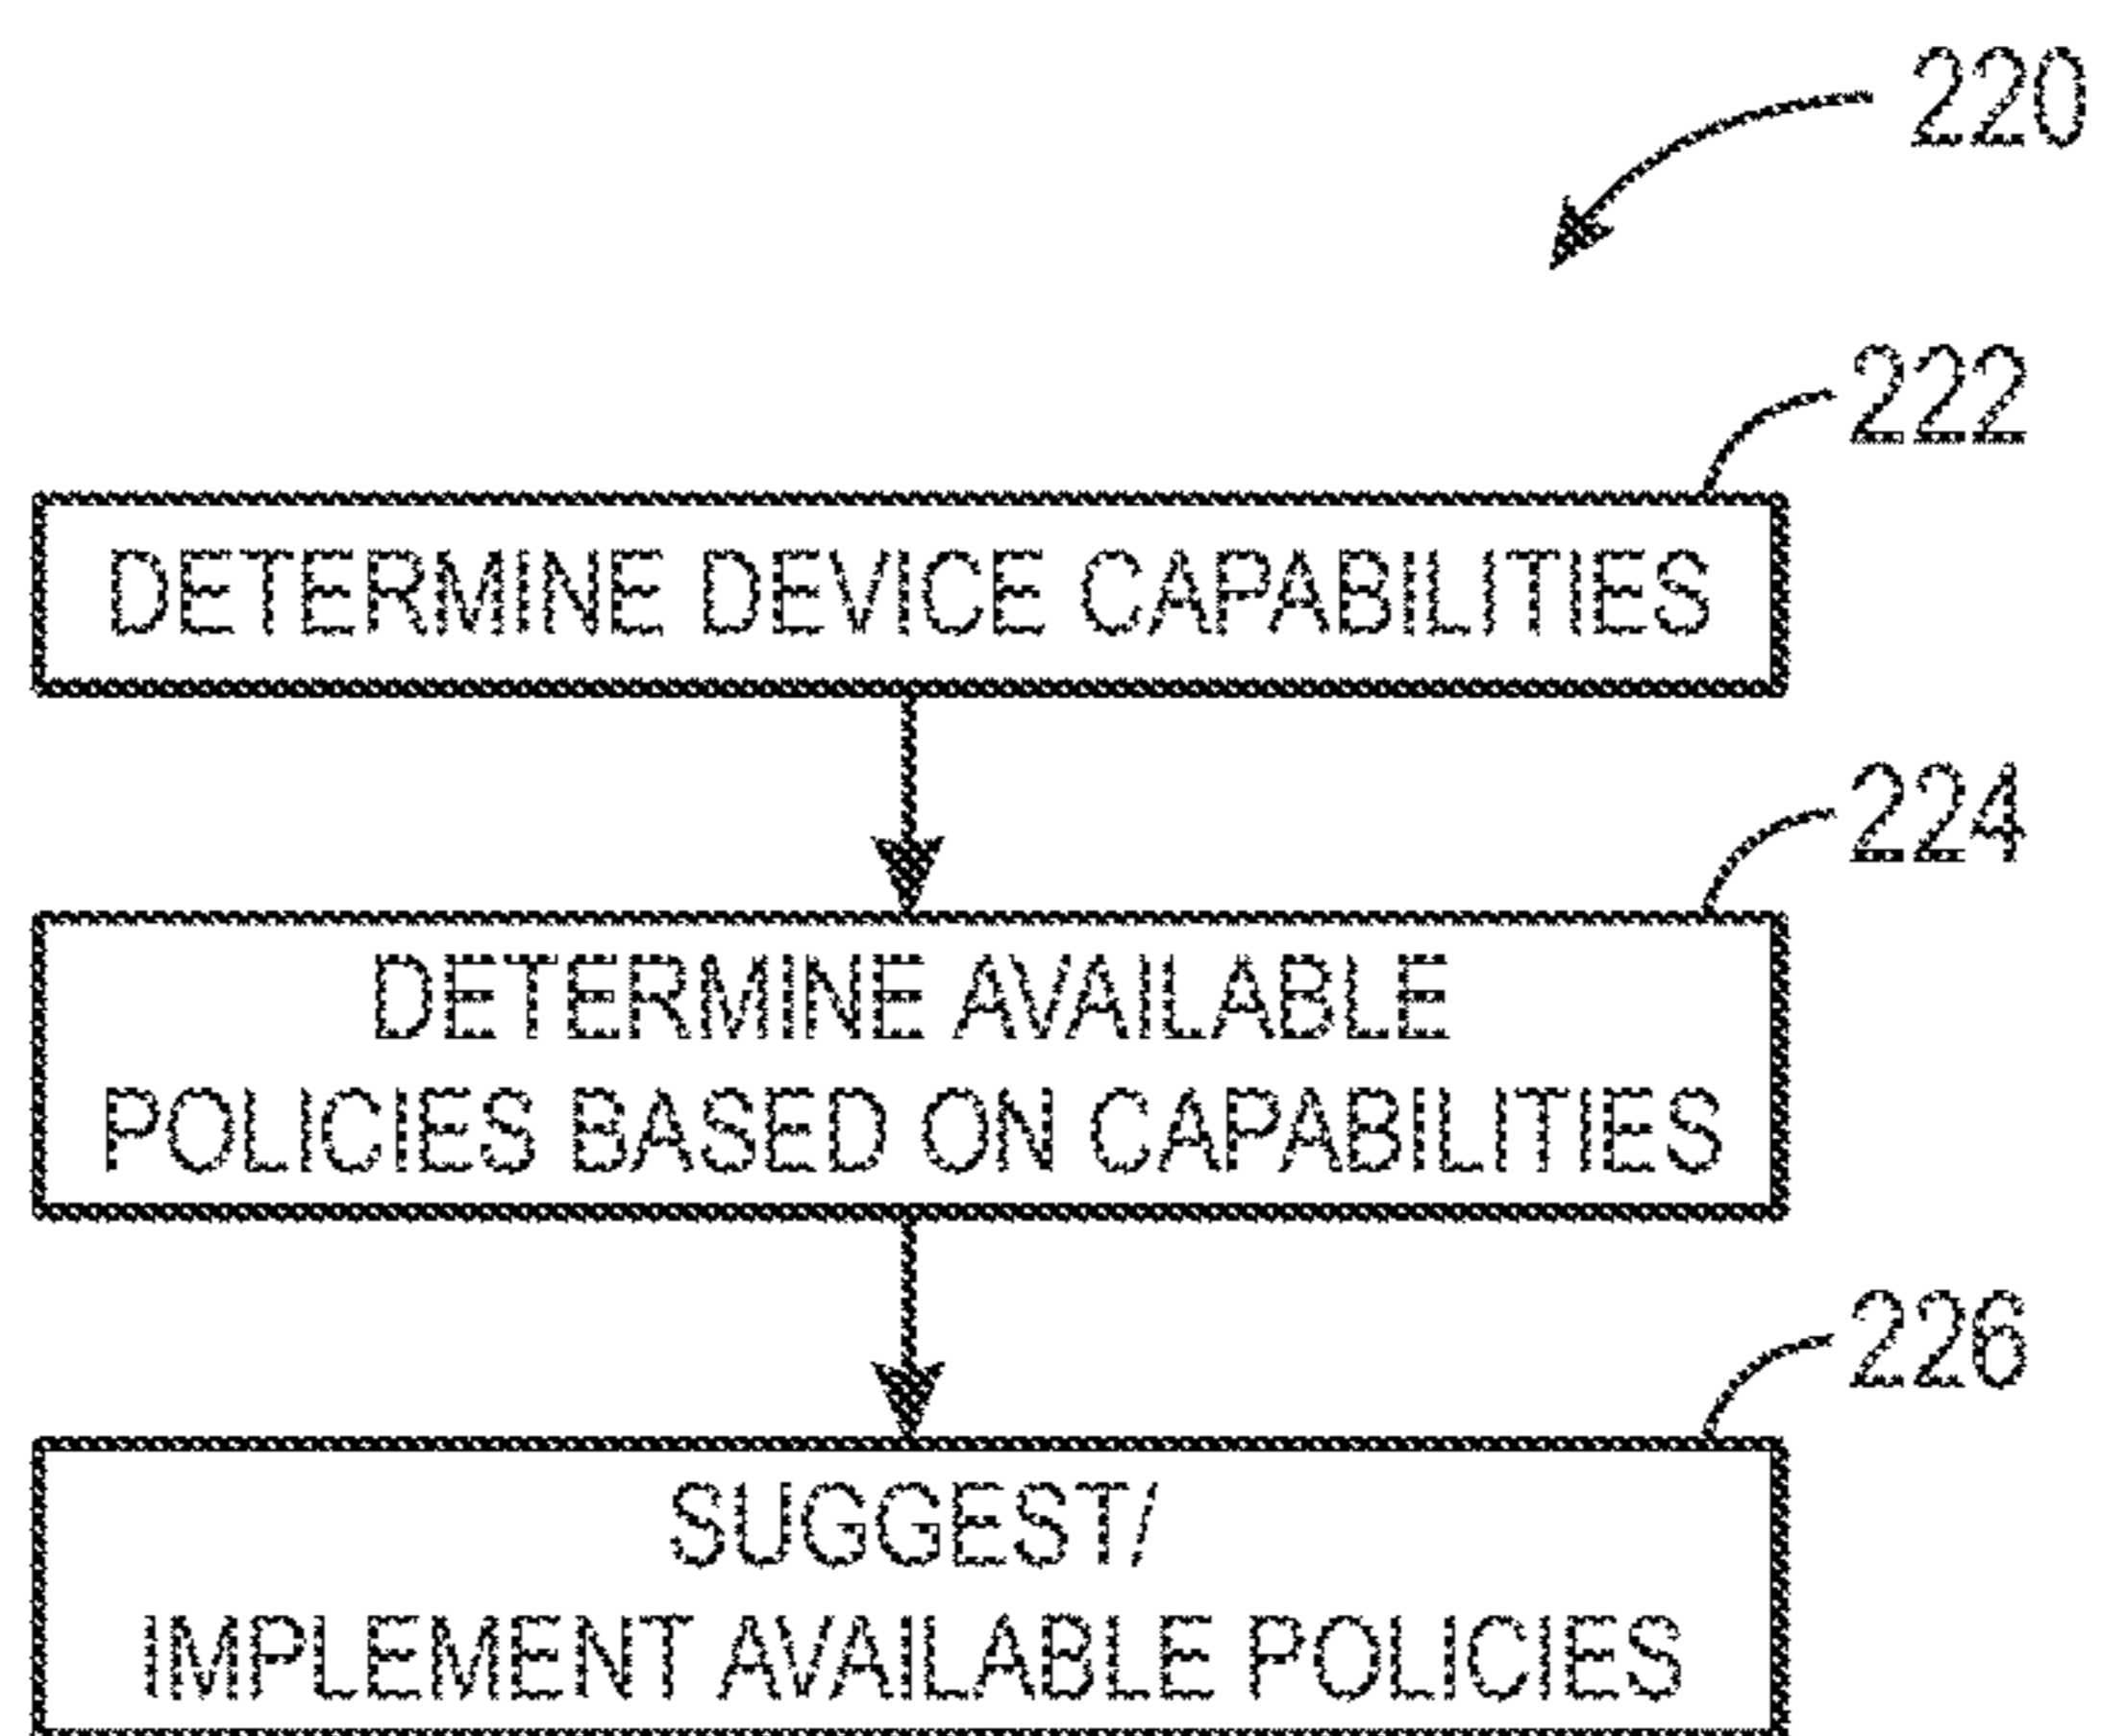 220
222
DETERMINE DEVICE CAPABILITIES
224
DETERMINE AVAILABLE
POLICIES BASED ON CAPABILITIES
226
SUGGEST/
IMPLEMENT AVAILABLE POLICIES